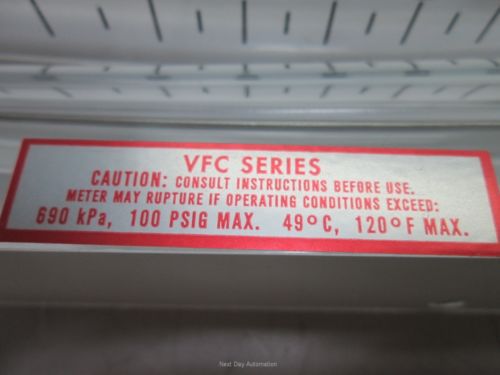 VFC SERIES
CAUTION: CONSULT INSTRUCTIONS BEFORE USE.
METER MAY RUPTURE IF OPERATING CONDITIONS EXCEED:
690 kPa, 100 PSIG MAX. 49°C, 120°F MAX.
Next Day Automation